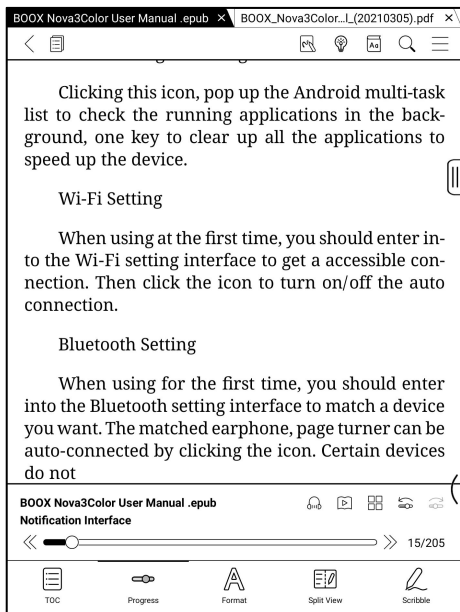 BOOX Nova3Color User Manual .epub ×
BOOX_Nova3Color...l_(20210305).pdf ×
Aa
Clicking this icon, pop up the Android multi-task
list to check the running applications in the back-
ground, one key to clear up all the applications to
speed up the device.
Wi-Fi Setting
When using at the first time, you should enter in-
to the Wi-Fi setting interface to get a accessible con-
nection. Then click the icon to turn on/off the auto
connection.
Bluetooth Setting
When using for the first time, you should enter
into the Bluetooth setting interface to match a device
you want. The matched earphone, page turner can be
auto-connected by clicking the icon. Certain devices
do not
BOOX Nova3Color User Manual .epub
Notification Interface
15/205
TOC
Progress
Format
Split View
Scribble